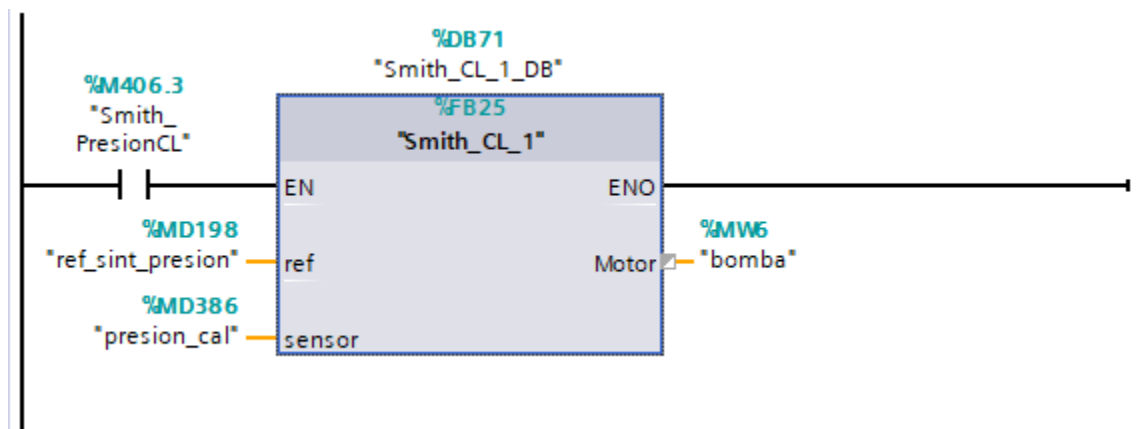 %DB71
"Smith_CL_1_DB"
%M406.3
"Smith_
PresionCL"
%FB25
"Smith_CL_1"
EN
ENO
%MD198
"ref_sint_presion"
ref
%MW6
"bomba"
Motor
%MD386
"presion_cal"
sensor